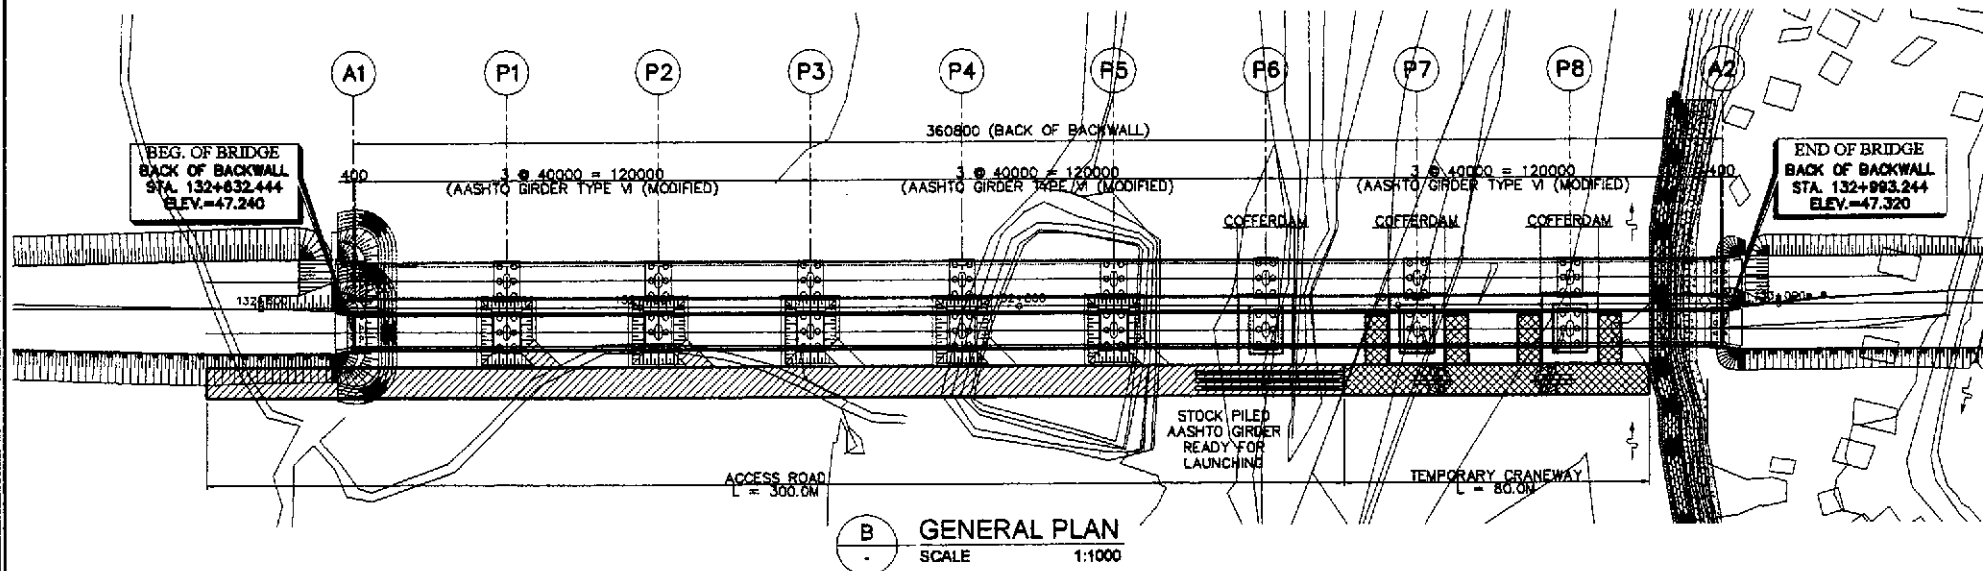 A1
P1
P2
P3
P4
P5
P6
P7
P8
A2
360800 (BACK OF BACKWALL)
BEG. OF BRIDGE
BACK OF BACKWALL
STA. 132+632.444
ELEV.=47.240
400
3 @ 40000 = 120000
(AASHTO GIRDER TYPE VI (MODIFIED)
3 @ 40000 = 120000
(AASHTO GIRDER TYPE VI (MODIFIED)
3 @ 40000 = 120000
(AASHTO GIRDER TYPE VI (MODIFIED)
400
END OF BRIDGE
BACK OF BACKWALL
STA. 132+993.244
ELEV.=47.320
COFFERDAM
COFFERDAM
COFFERDAM
STOCK PILED
AASHTO GIRDER
READY FOR
LAUNCHING
ACCESS ROAD
L = 300.0M
TEMPORARY CRANEWAY
L = 80.0M
B
-
GENERAL PLAN
SCALE 1:1000